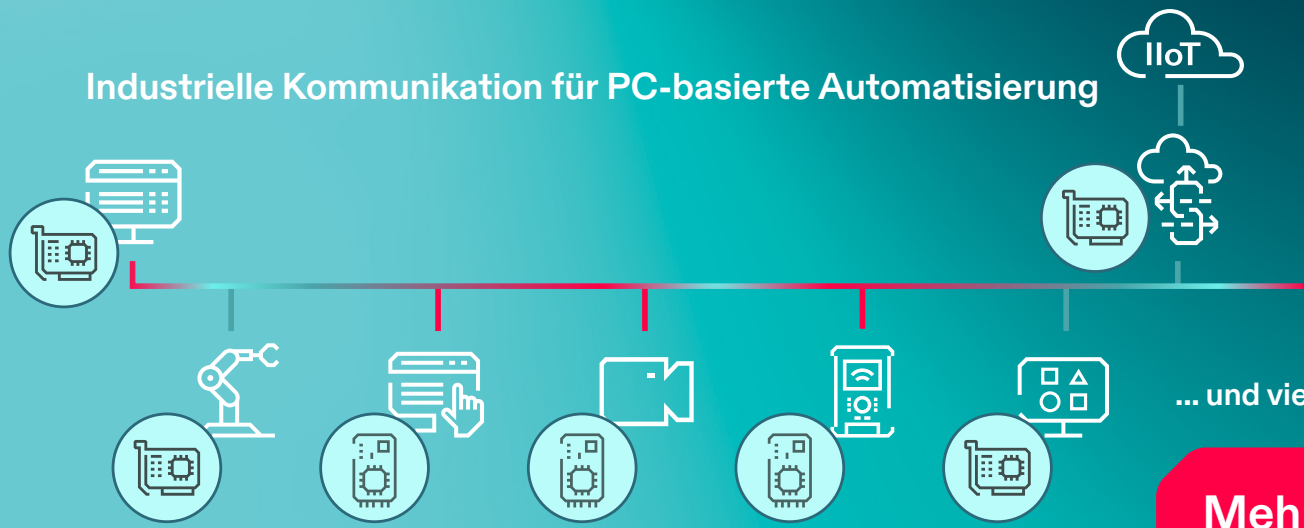 IIoT
Industrielle Kommunikation für PC-basierte Automatisierung
... und vie
Meh